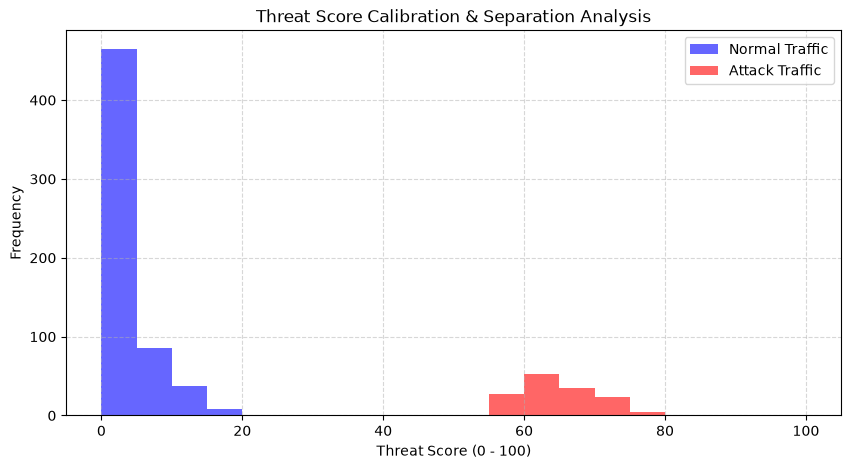 Threat Score Calibration & Separation Analysis
Normal Traffic
Attack Traffic
Frequency
400
300
200
100
0
0 20 40 60 80 100
Threat Score (0 - 100)